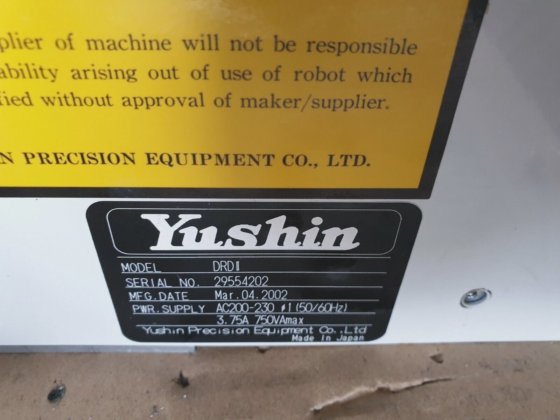 plier of machine will not be responsible
ability arising out of use of robot which
fied without approval of maker/supplier.
N PRECISION EQUIPMENT CO., LTD.
Yushin
MODEL DRDⅡ
SERIAL NO. 29554202
MFG.DATE Mar.04.2002
PWR.SUPPLY AC200-230 φ1(50/60Hz)
3.75A 750VAmax
Yushin Precision Equipment Co.,Ltd
Made In Japan